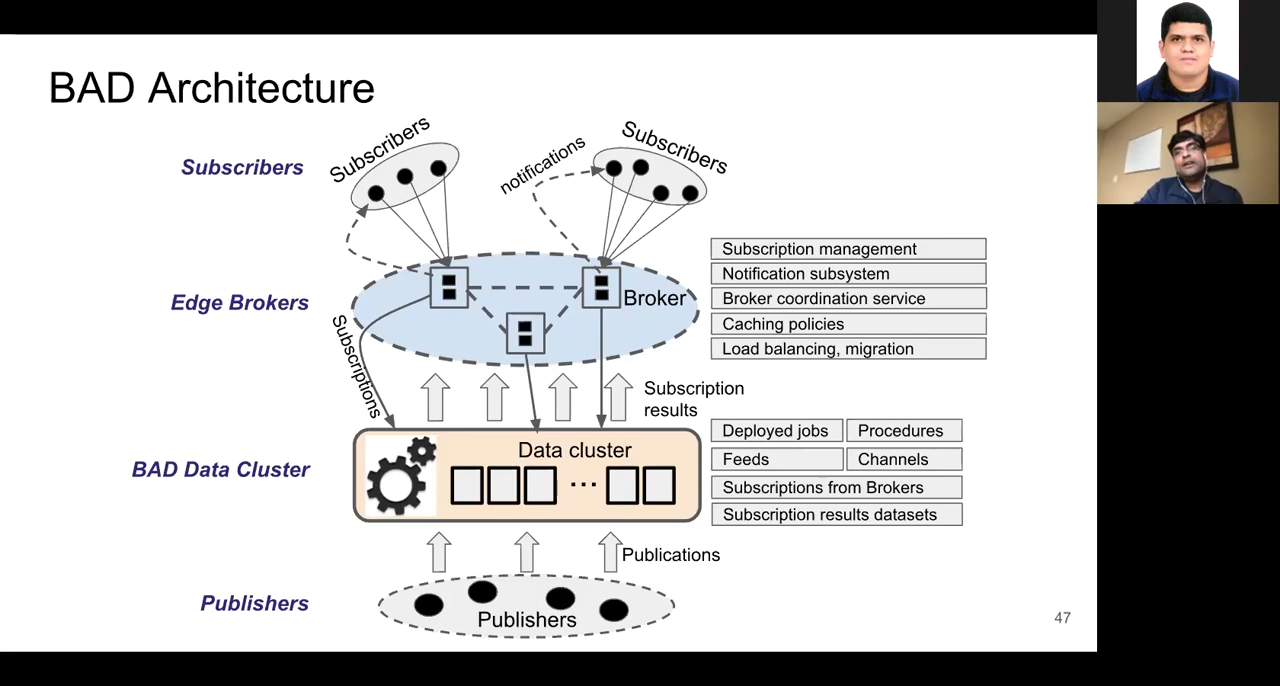 BAD Architecture
Subscribers
Subscribers
notifications
Subscribers
Edge Brokers
Broker
Subscription management
Notification subsystem
Broker coordination service
Caching policies
Load balancing, migration
Subscriptions
Subscription
results
BAD Data Cluster
Data cluster
...
Deployed jobs
Procedures
Feeds
Channels
Subscriptions from Brokers
Subscription results datasets
Publications
Publishers
Publishers
47